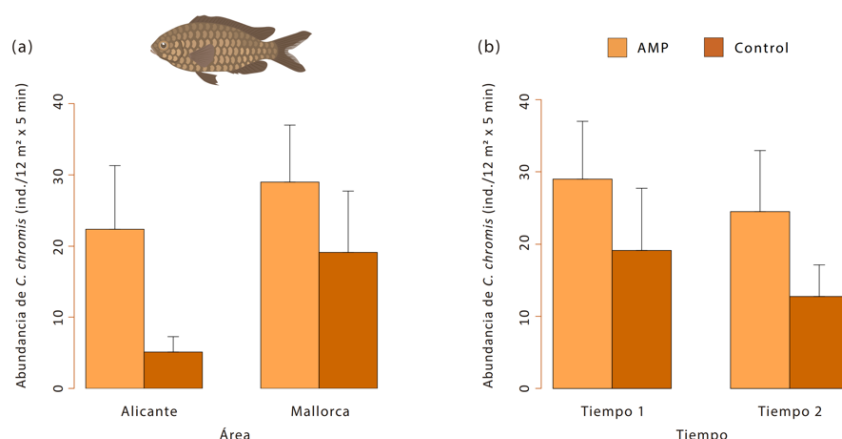 (a)
Abundancia de C. chromis (ind./12 m² x 5 min)
40
30
20
10
0
Alicante
Mallorca
Área
(b)
AMP
Control
Abundancia de C. chromis (ind./12 m² x 5 min)
40
30
20
10
0
Tiempo 1
Tiempo 2
Tiempo